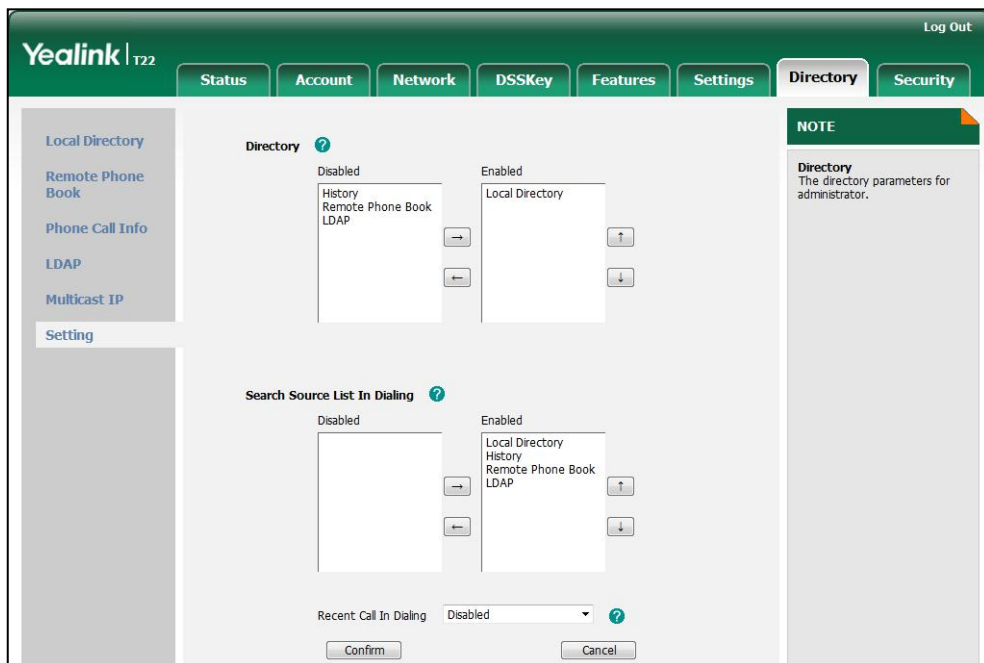 Log Out
Yealink | T22
Status Account Network DSSKey Features Settings Directory Security
Local Directory
Remote Phone
Book
Phone Call Info
LDAP
Multicast IP
Setting
Directory ?
Disabled Enabled
History
Remote Phone Book
LDAP
Local Directory
→ ↑
← ↓
Search Source List In Dialing ?
Disabled Enabled
Local Directory
History
Remote Phone Book
LDAP
→ ↑
← ↓
Recent Call In Dialing Disabled ?
Confirm Cancel
NOTE
Directory
The directory parameters for
administrator.